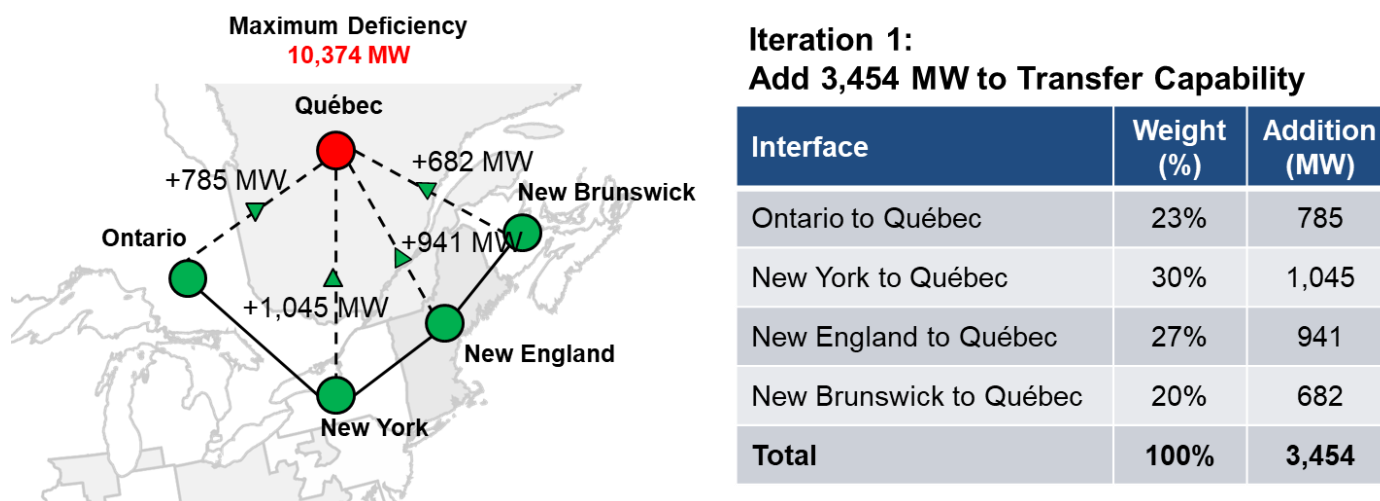 Maximum Deficiency
10,374 MW
Québec
+785 MW
+682 MW
New Brunswick
Ontario
+941 MW
+1,045 MW
New England
New York
Iteration 1:
Add 3,454 MW to Transfer Capability
Interface Weight (%) Addition (MW)
Ontario to Québec 23% 785
New York to Québec 30% 1,045
New England to Québec 27% 941
New Brunswick to Québec 20% 682
Total 100% 3,454